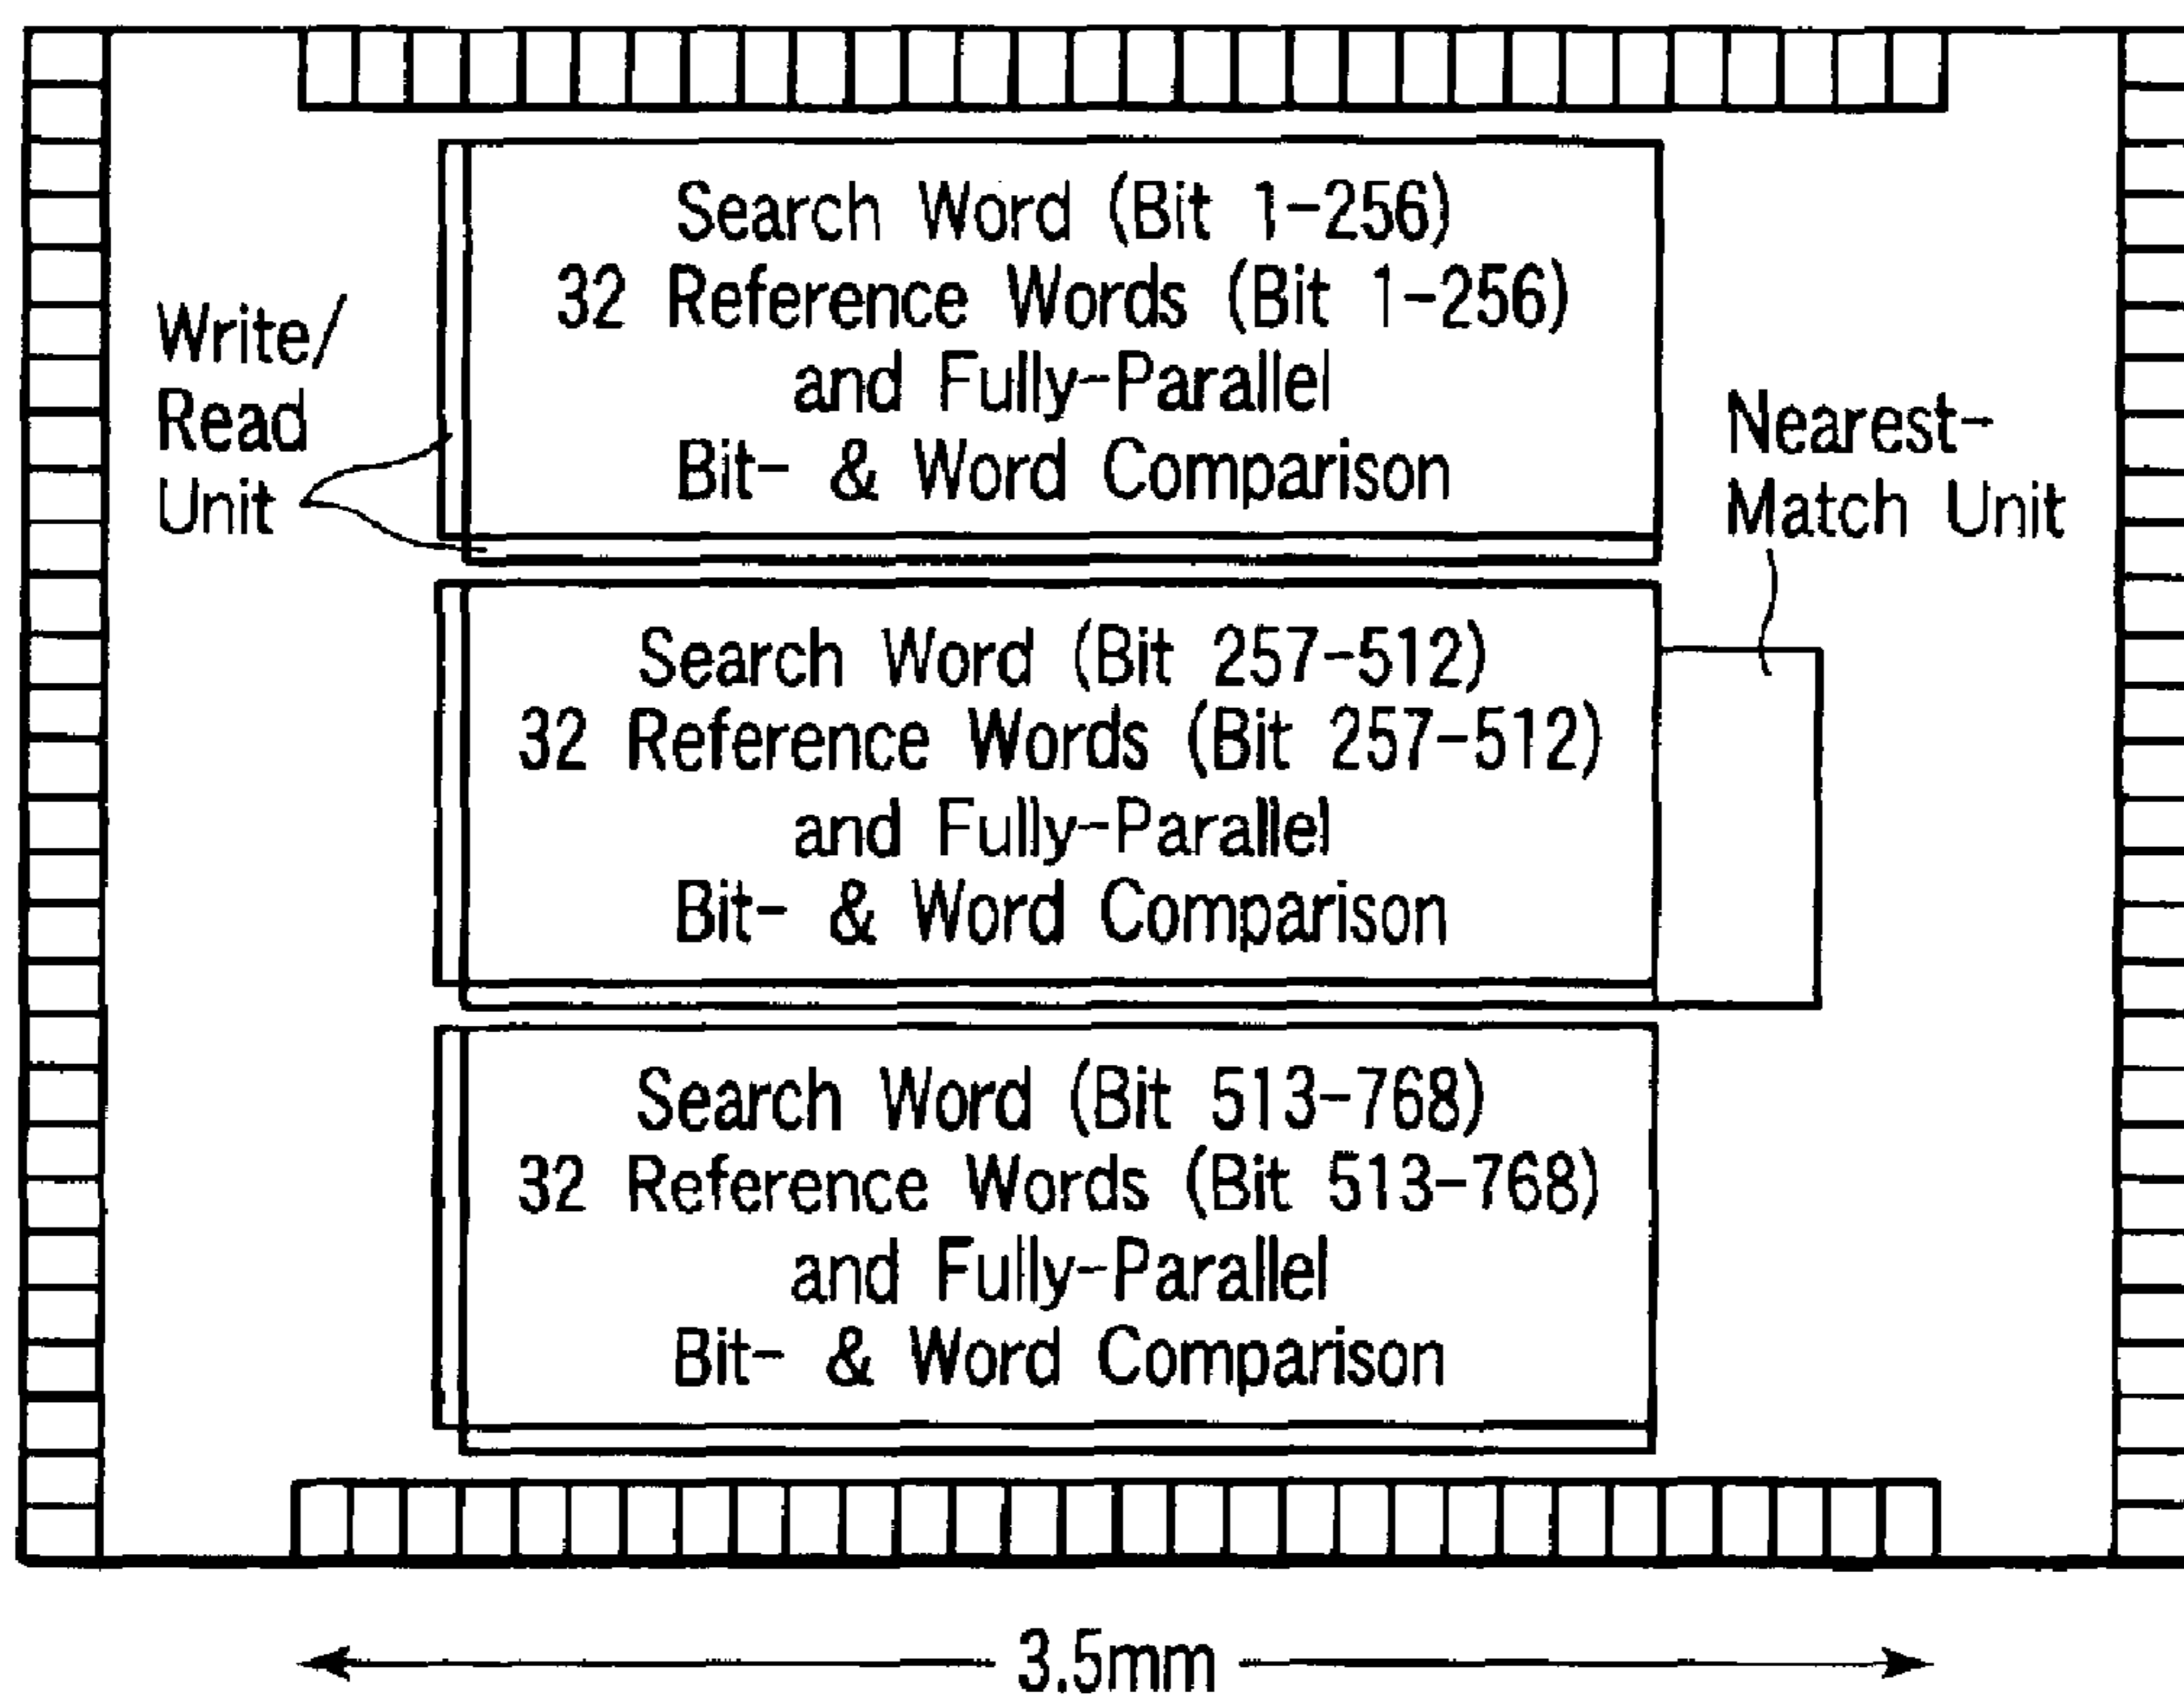 Search Word (Bit 1-256)
32 Reference Words (Bit 1-256)
and Fully-Parallel
Bit- & Word Comparison
Write/
Read
Unit
Nearest-
Match Unit
Search Word (Bit 257-512)
32 Reference Words (Bit 257-512)
and Fully-Parallel
Bit- & Word Comparison
Search Word (Bit 513-768)
32 Reference Words (Bit 513-768)
and Fully-Parallel
Bit- & Word Comparison
3.5mm